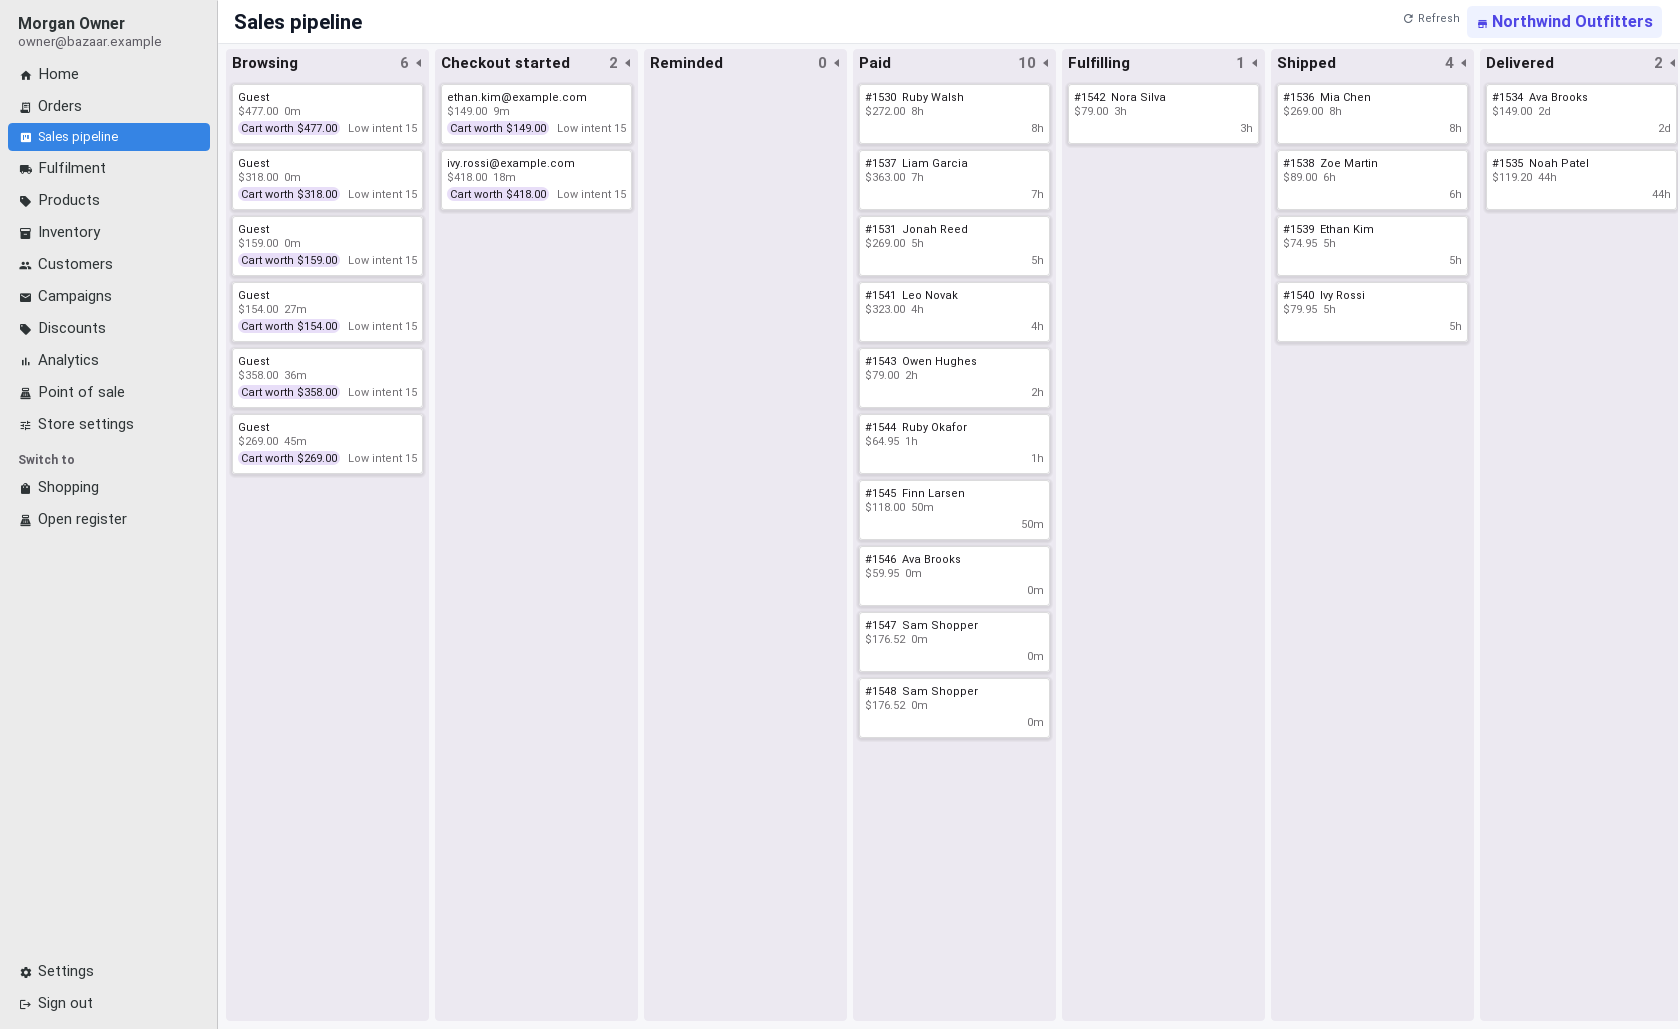 Morgan Owner
owner@bazaar.example
Home
Orders
Sales pipeline
Fulfilment
Products
Inventory
Customers
Campaigns
Discounts
Analytics
Point of sale
Store settings
Switch to
Shopping
Open register
Settings
Sign out
Sales pipeline
Refresh
Northwind Outfitters
Browsing 6
Guest
$477.00 0m
Cart worth $477.00 Low intent 15
Guest
$318.00 0m
Cart worth $318.00 Low intent 15
Guest
$159.00 0m
Cart worth $159.00 Low intent 15
Guest
$154.00 27m
Cart worth $154.00 Low intent 15
Guest
$358.00 36m
Cart worth $358.00 Low intent 15
Guest
$269.00 45m
Cart worth $269.00 Low intent 15
Checkout started 2
ethan.kim@example.com
$149.00 9m
Cart worth $149.00 Low intent 15
ivy.rossi@example.com
$418.00 18m
Cart worth $418.00 Low intent 15
Reminded 0
Paid 10
#1530 Ruby Walsh
$272.00 8h
8h
#1537 Liam Garcia
$363.00 7h
7h
#1531 Jonah Reed
$269.00 5h
5h
#1541 Leo Novak
$323.00 4h
4h
#1543 Owen Hughes
$79.00 2h
2h
#1544 Ruby Okafor
$64.95 1h
1h
#1545 Finn Larsen
$118.00 50m
50m
#1546 Ava Brooks
$59.95 0m
0m
#1547 Sam Shopper
$176.52 0m
0m
#1548 Sam Shopper
$176.52 0m
0m
Fulfilling 1
#1542 Nora Silva
$79.00 3h
3h
Shipped 4
#1536 Mia Chen
$269.00 8h
8h
#1538 Zoe Martin
$89.00 6h
6h
#1539 Ethan Kim
$74.95 5h
5h
#1540 Ivy Rossi
$79.95 5h
5h
Delivered 2
#1534 Ava Brooks
$149.00 2d
2d
#1535 Noah Patel
$119.20 44h
44h